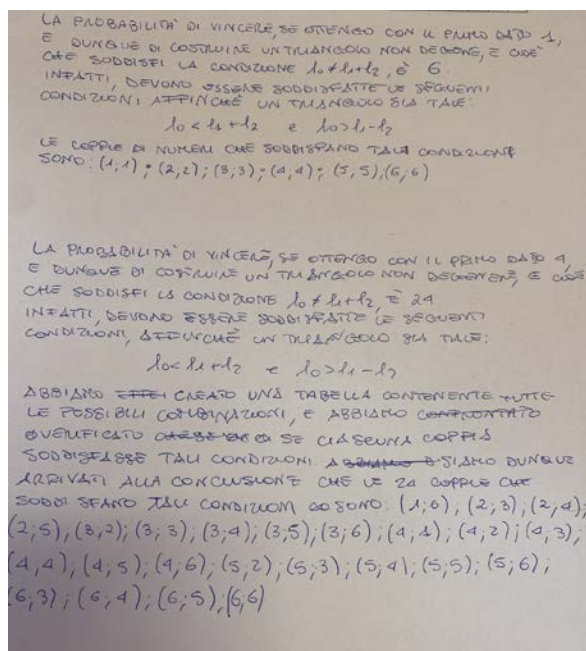 LA PROBABILITA' DI VINCERE, SE OTTENGO CON IL PRIMO DADO 1,
E DUNQUE DI COSTRUIRE UN TRIANGOLO NON DEGENE, E CIOÈ
CHE SODDISFI LA CONDIZIONE l0 ≠ l1+l2, È 6.
INFATTI, DEVONO ESSERE SODDISFATTE LE SEGUENTI
CONDIZIONI AFFINCHÉ UN TRIANGOLO SIA TALE:
l0 < l1 + l2 e l0 > l1 - l2
LE COPPIE DI NUMERI CHE SODDISFANO TALI CONDIZIONI
SONO: (1;1); (2;2); (3;3); (4;4); (5;5); (6;6)
LA PROBABILITA' DI VINCERE, SE OTTENGO CON IL PRIMO DADO 4,
E DUNQUE DI COSTRUIRE UN TRIANGOLO NON DEGENERE, E CIOÈ
CHE SODDISFI LA CONDIZIONE l0 ≠ l1+l2, È 24
INFATTI, DEVONO ESSERE SODDISFATTE LE SEGUENTI
CONDIZIONI, AFFINCHÉ UN TRIANGOLO SIA TALE:
l0 < l1 + l2 e l0 > l1 - l2
ABBIAMO CREATO UNA TABELLA CONTENENTE TUTTE
LE POSSIBILI COMBINAZIONI, E ABBIAMO CONFRONTATO
VERIFICATO SE CIASCUNA COPPIA
SODDISFASSE TALI CONDIZIONI. SIAMO DUNQUE
ARRIVATI ALLA CONCLUSIONE CHE LE 24 COPPIE CHE
SODDISFANO TALI CONDIZIONI SONO: (1;6); (2;3); (2;4);
(2;5); (3;2); (3;3); (3;4); (3;5); (3;6); (4;1); (4;2); (4;3);
(4;4); (4;5); (4;6); (5;2); (5;3); (5;4); (5;5); (5;6);
(6;3); (6;4); (6;5); (6;6)